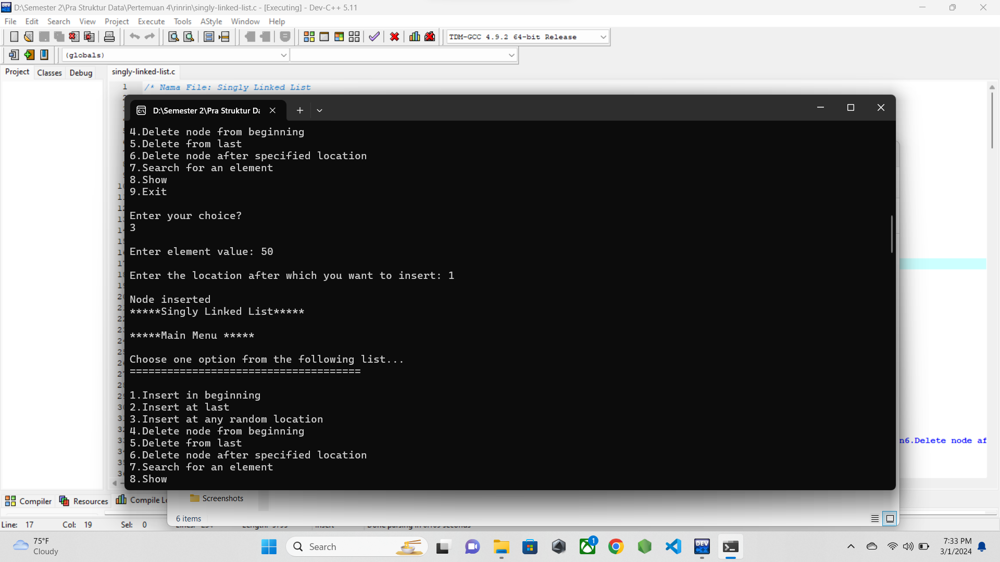 D:\Semester 2\Pra Struktur Data\Pertemuan 4\rinrin\singly-linked-list.c - [Executing] - Dev-C++ 5.11
File Edit Search View Project Execute Tools AStyle Window Help
TDM-GCC 4.9.2 64-bit Release
(globals)
Project Classes Debug
singly-linked-list.c
1 /* Nama File: Singly Linked List
D:\Semester 2\Pra Struktur Da
4.Delete node from beginning
5.Delete from last
6.Delete node after specified location
7.Search for an element
8.Show
9.Exit
Enter your choice?
3
Enter element value: 50
Enter the location after which you want to insert: 1
Node inserted
*****Singly Linked List*****
*****Main Menu *****
Choose one option from the following list...
=====================================
1.Insert in beginning
2.Insert at last
3.Insert at any random location
4.Delete node from beginning
5.Delete from last
6.Delete node after specified location
7.Search for an element
8.Show
n6.Delete node af
Compiler Resources Compile Lo
Screenshots
6 items
Line: 17 Col: 19 Sel: 0
75°F
Cloudy
Search
1
DEV
C++
7:33 PM
3/1/2024